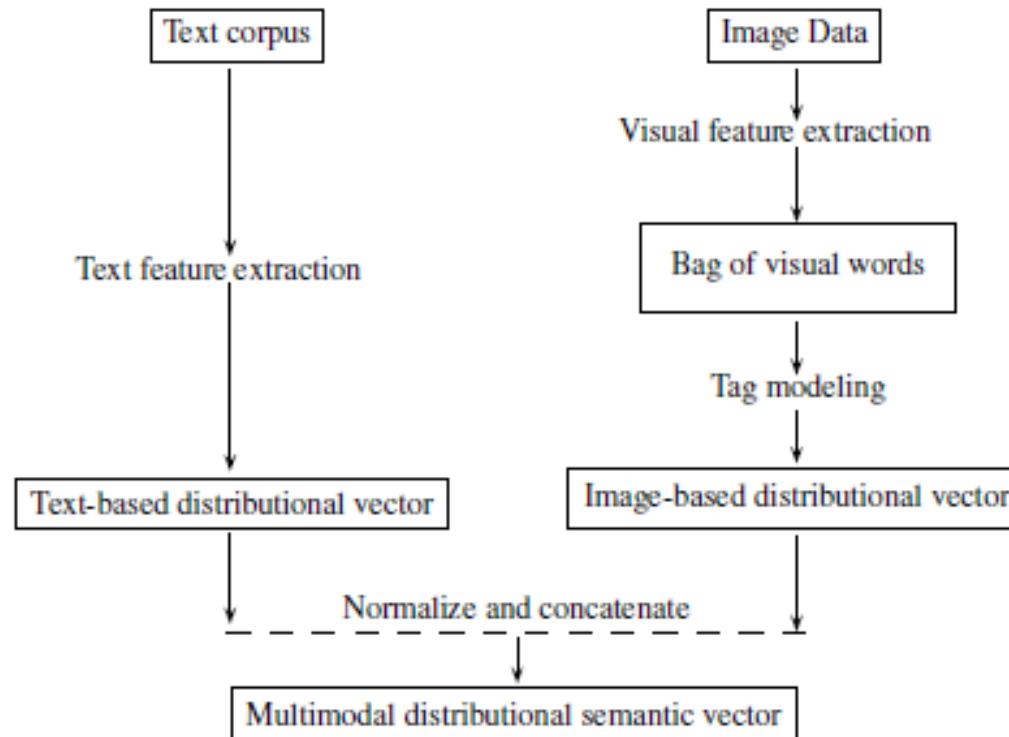 Text corpus
Image Data
Visual feature extraction
Text feature extraction
Bag of visual words
Tag modeling
Text-based distributional vector
Image-based distributional vector
Normalize and concatenate
Multimodal distributional semantic vector